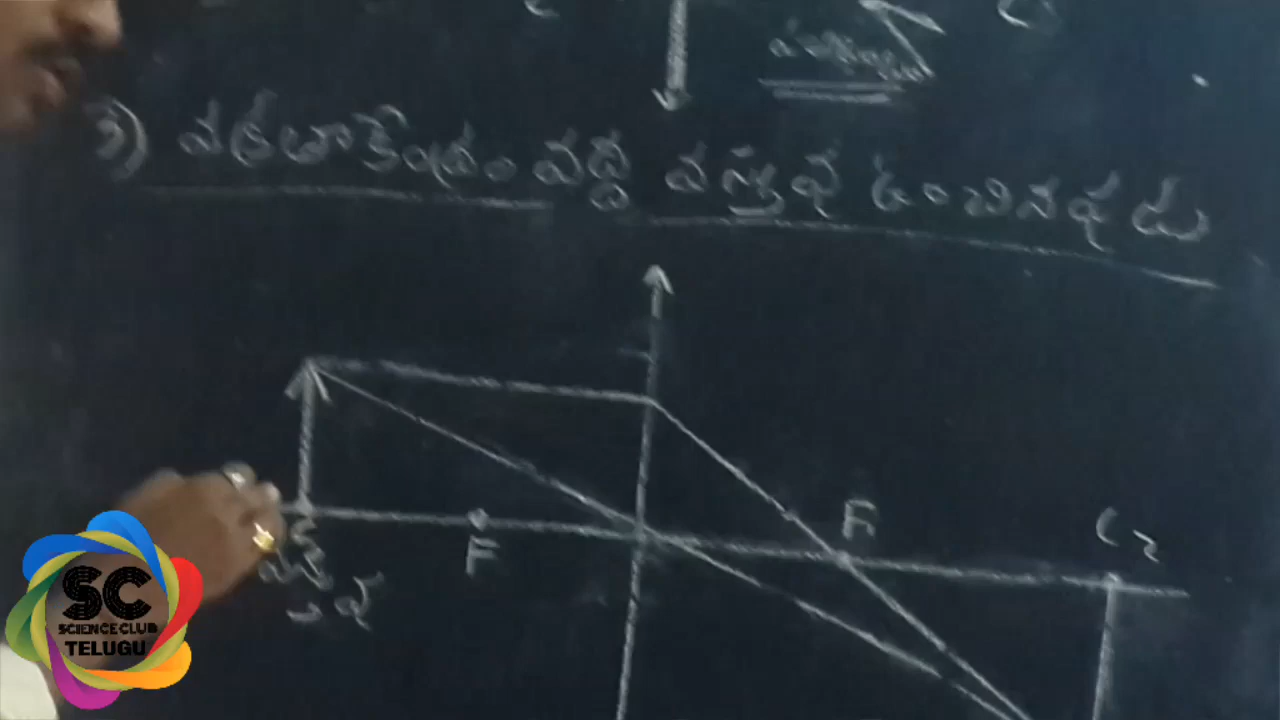 3) వక్రతాకేంద్రం వద్ద వస్తువు ఉంచినపుడు
F
F
C₂
SC
SCIENCE CLUB
TELUGU